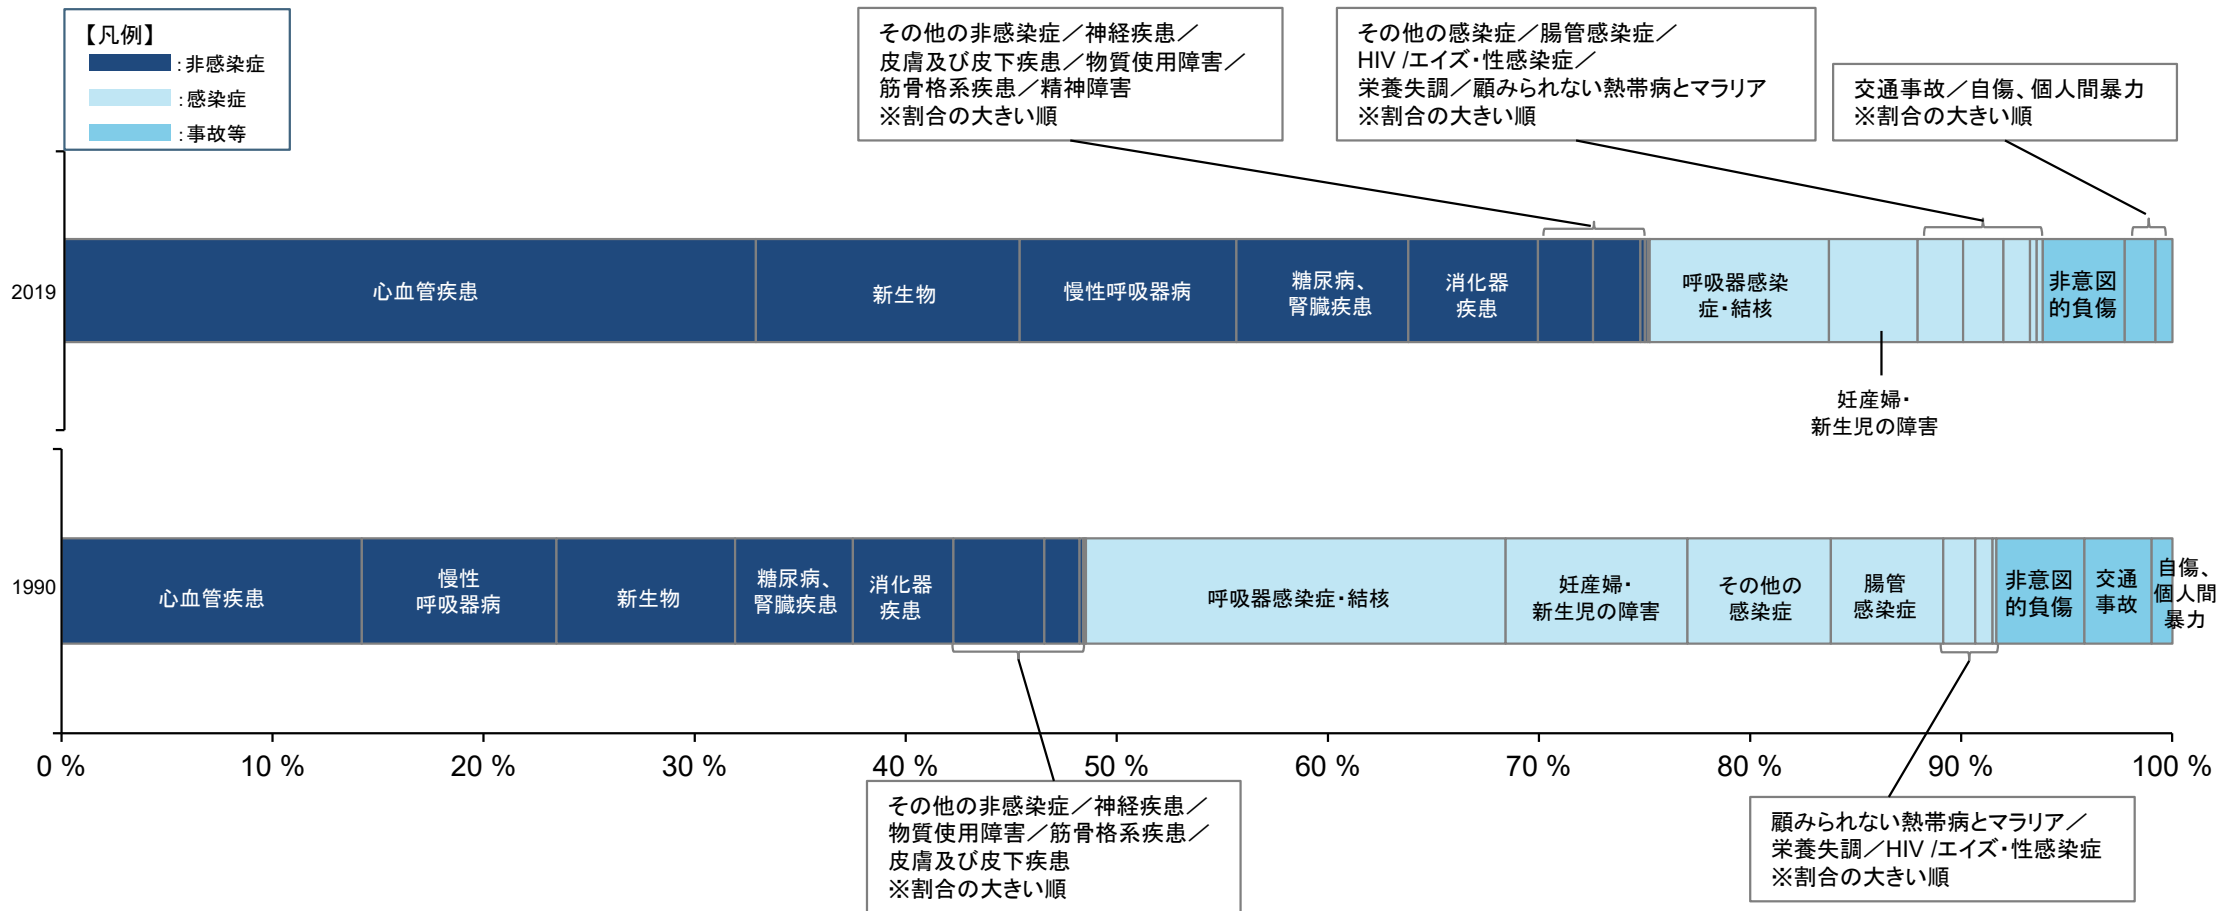 【凡例】
：非感染症
：感染症
：事故等
その他の非感染症／神経疾患／
皮膚及び皮下疾患／物質使用障害／
筋骨格系疾患／精神障害
※割合の大きい順
その他の感染症／腸管感染症／
HIV /エイズ・性感染症／
栄養失調／顧みられない熱帯病とマラリア
※割合の大きい順
交通事故／自傷、個人間暴力
※割合の大きい順
2019
心血管疾患
新生物
慢性呼吸器病
糖尿病、
腎臓疾患
消化器
疾患
呼吸器感染
症・結核
非意図
的負傷
妊産婦・
新生児の障害
1990
心血管疾患
慢性
呼吸器病
新生物
糖尿病、
腎臓疾患
消化器
疾患
呼吸器感染症・結核
妊産婦・
新生児の障害
その他の
感染症
腸管
感染症
非意図
的負傷
交通
事故
自傷、
個人間
暴力
0 %
10 %
20 %
30 %
40 %
50 %
60 %
70 %
80 %
90 %
100 %
その他の非感染症／神経疾患／
物質使用障害／筋骨格系疾患／
皮膚及び皮下疾患
※割合の大きい順
顧みられない熱帯病とマラリア／
栄養失調／HIV /エイズ・性感染症
※割合の大きい順